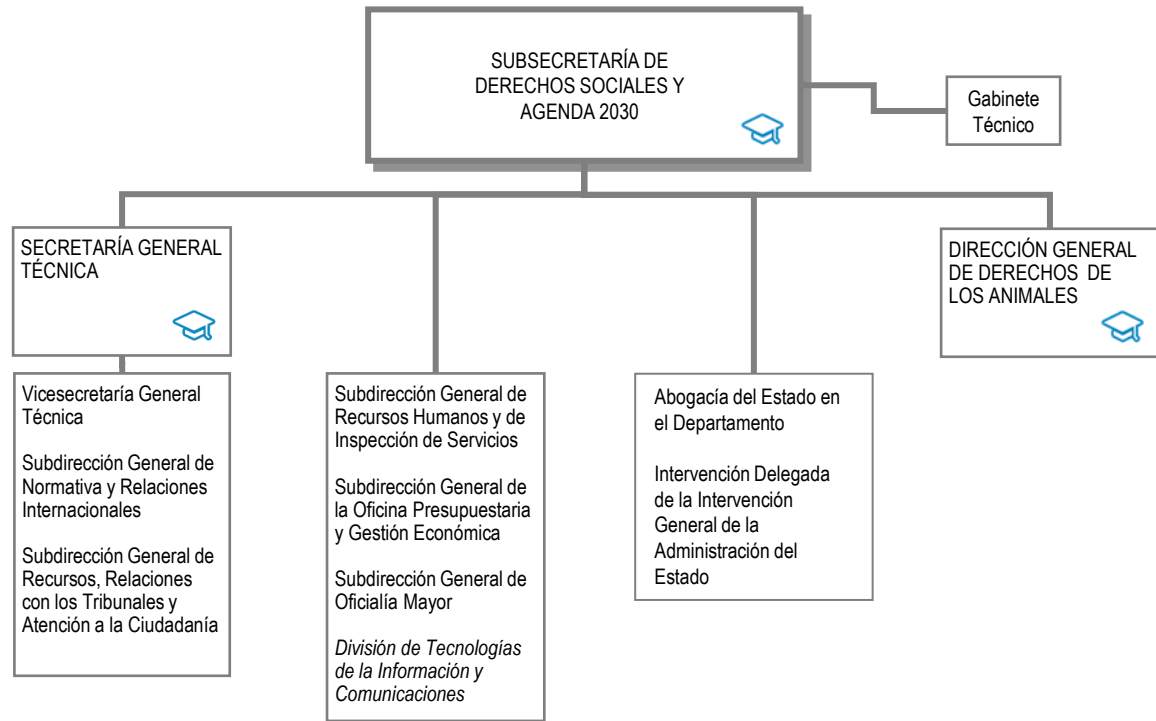 SUBSECRETARÍA DE
DERECHOS SOCIALES Y
AGENDA 2030
Gabinete
Técnico
SECRETARÍA GENERAL
TÉCNICA
DIRECCIÓN GENERAL
DE DERECHOS DE
LOS ANIMALES
Vicesecretaría General
Técnica
Subdirección General de
Normativa y Relaciones
Internacionales
Subdirección General de
Recursos, Relaciones
con los Tribunales y
Atención a la Ciudadanía
Subdirección General de
Recursos Humanos y de
Inspección de Servicios
Subdirección General de
la Oficina Presupuestaria
y Gestión Económica
Subdirección General de
Oficialía Mayor
División de Tecnologías
de la Información y
Comunicaciones
Abogacía del Estado en
el Departamento
Intervención Delegada
de la Intervención
General de la
Administración del
Estado